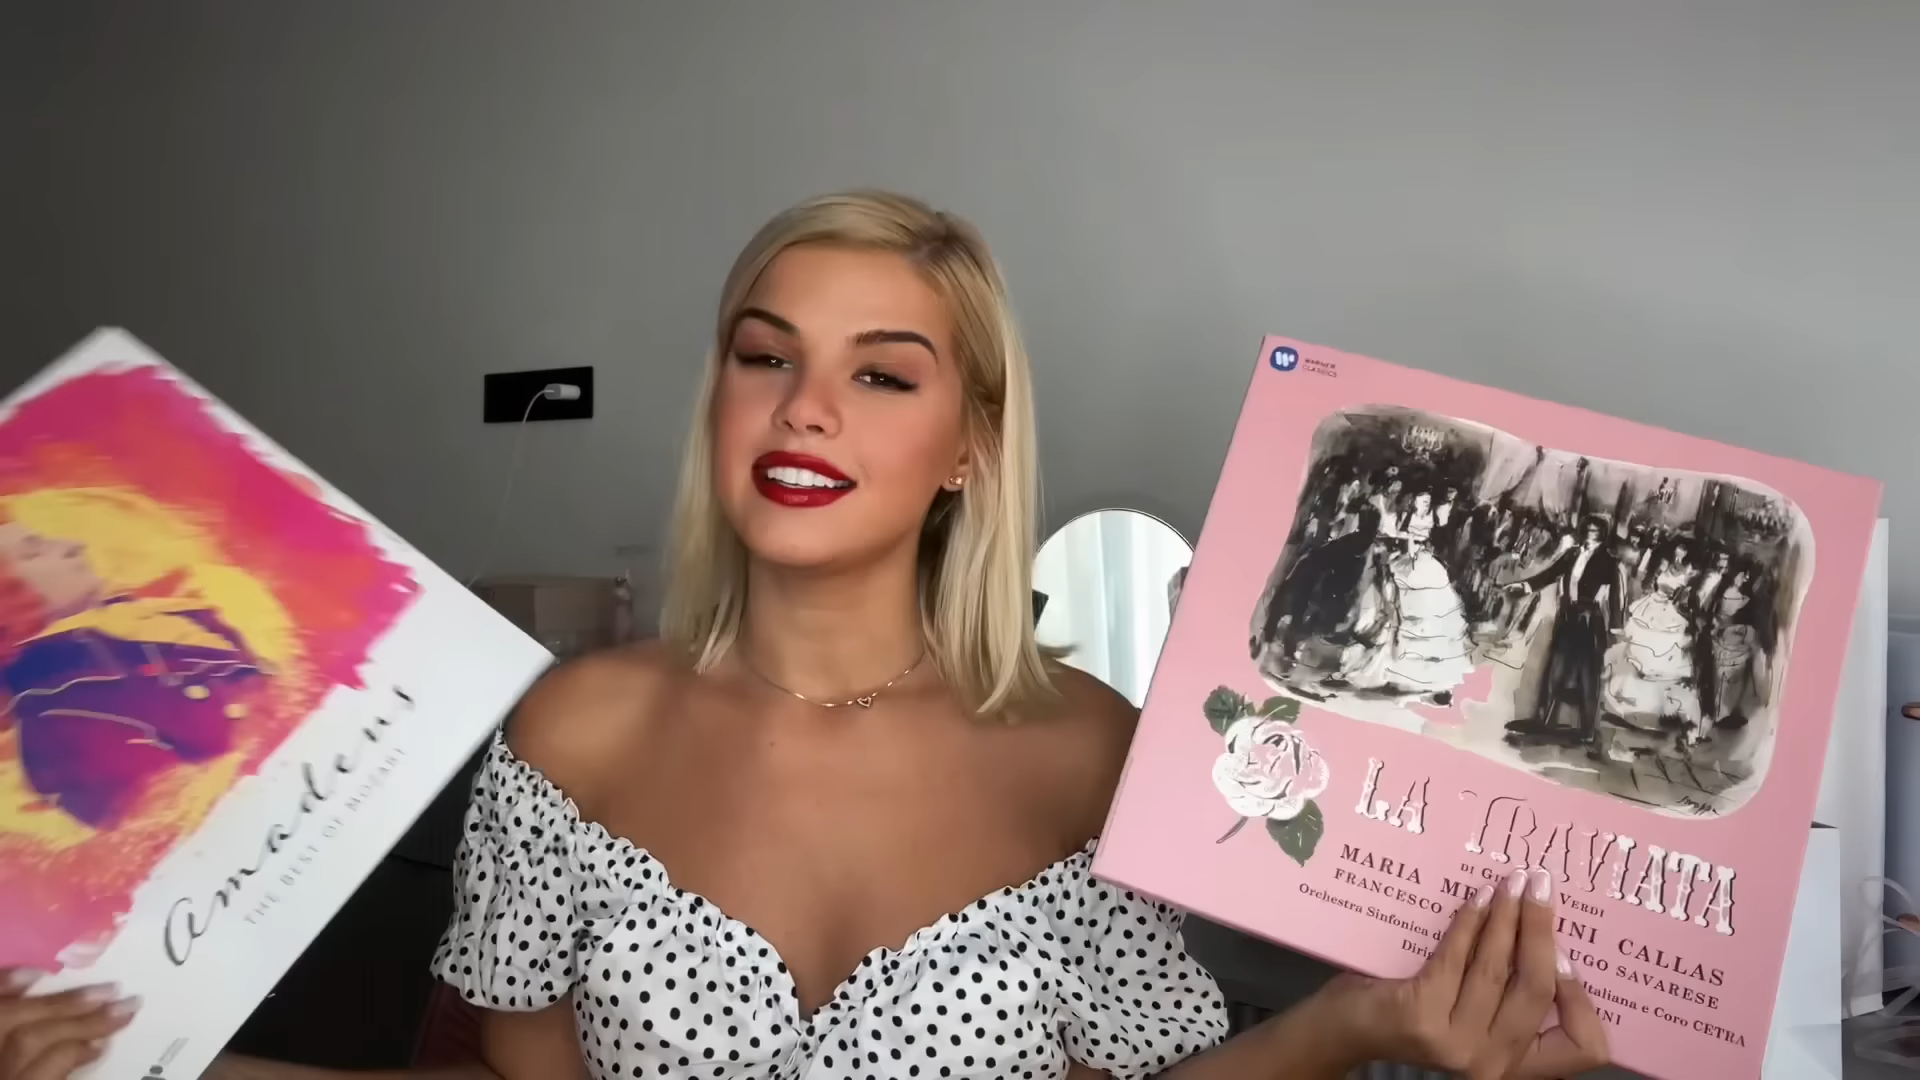 amadeus
THE BEST OF MOZART
WARNER
CLASSICS
LA TRAVIATA
DI VERDI
MARIA CALLAS
FRANCESCO UGO SAVARESE
Orchestra Sinfonica Italiana e Coro CETRA